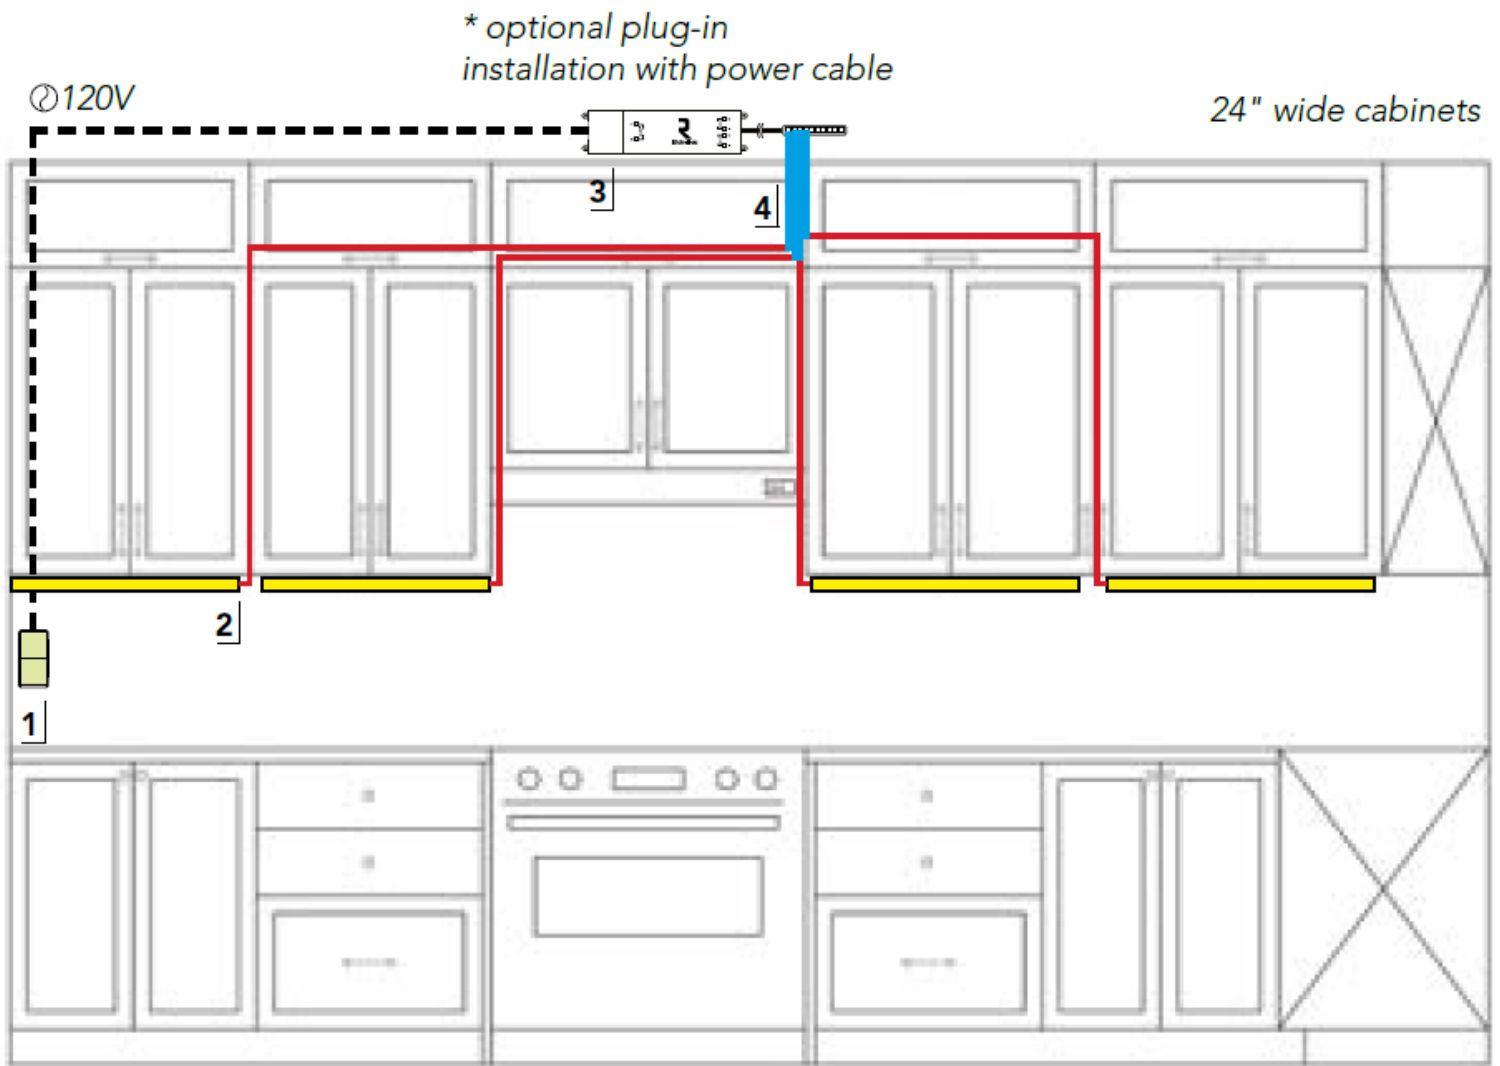 * optional plug-in
installation with power cable
120V
24" wide cabinets
3
4
2
1